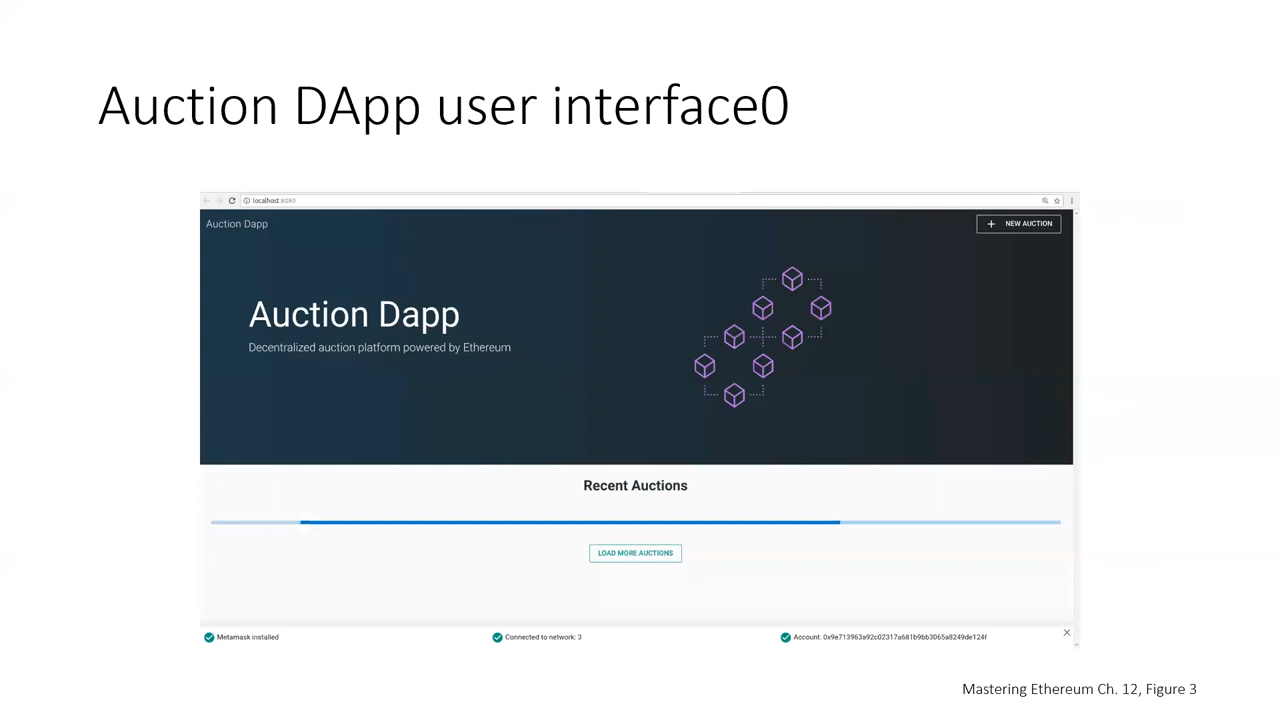 Auction DApp user interface0
localhost:8080
Auction Dapp
+ NEW AUCTION
Auction Dapp
Decentralized auction platform powered by Ethereum
Recent Auctions
LOAD MORE AUCTIONS
Metamask installed
Connected to network: 3
Account: 0x9e713963a92c02317a681b9bb3065a8249de124f
Mastering Ethereum Ch. 12, Figure 3